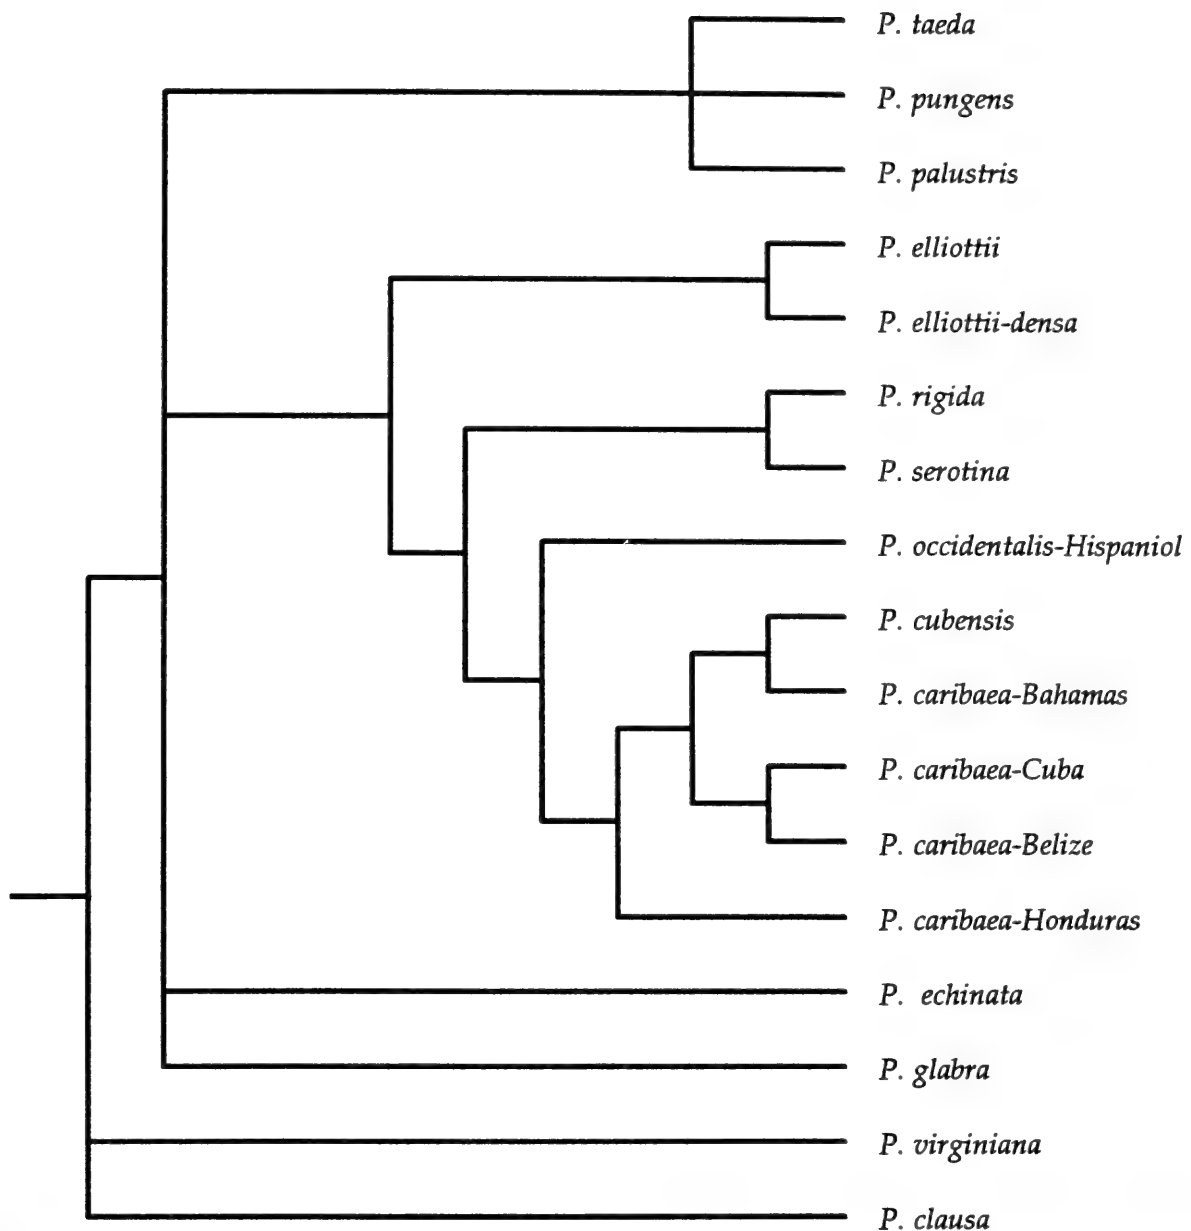 P. taeda
P. pungens
P. palustris
P. elliottii
P. elliottii-densa
P. rigida
P. serotina
P. occidentalis-Hispaniol
P. cubensis
P. caribaea-Bahamas
P. caribaea-Cuba
P. caribaea-Belize
P. caribaea-Honduras
P. echinata
P. glabra
P. virginiana
P. clausa